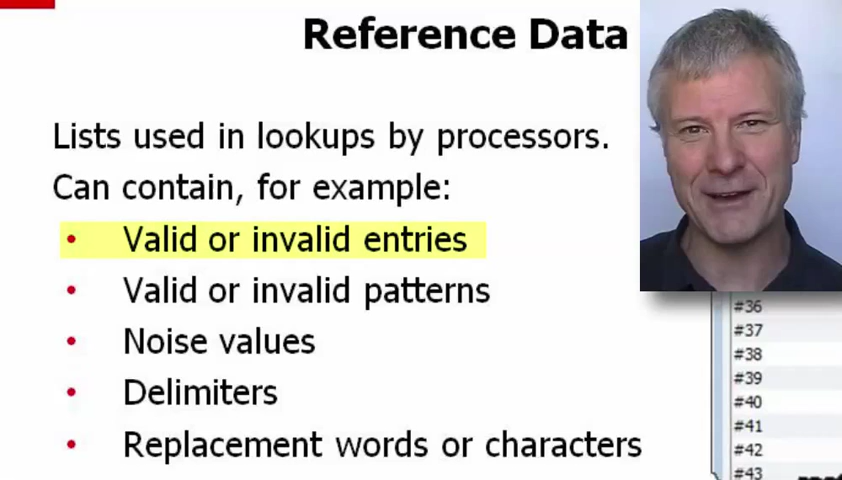 Reference Data
Lists used in lookups by processors.
Can contain, for example:
• Valid or invalid entries
• Valid or invalid patterns
• Noise values
• Delimiters
• Replacement words or characters
#36
#37
#38
#39
#40
#41
#42
#43